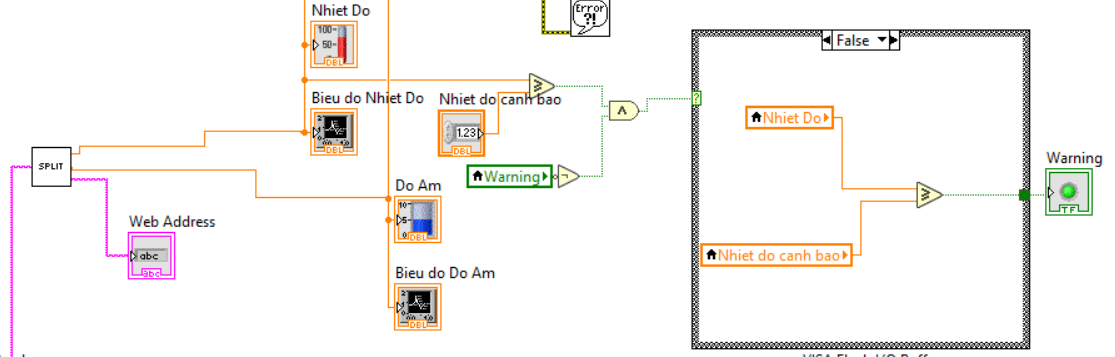 Nhiet Do
Error
?!
100-
50-
0-
DBL
False
Bieu do Nhiet Do
Nhiet do canh bao
DBL
1.23
DBL
?
Nhiet Do
SPLIT
Warning
Warning
TF
Do Am
10-
5-
0-
DBL
Web Address
abc
abc
Nhiet do canh bao
Bieu do Do Am
DBL